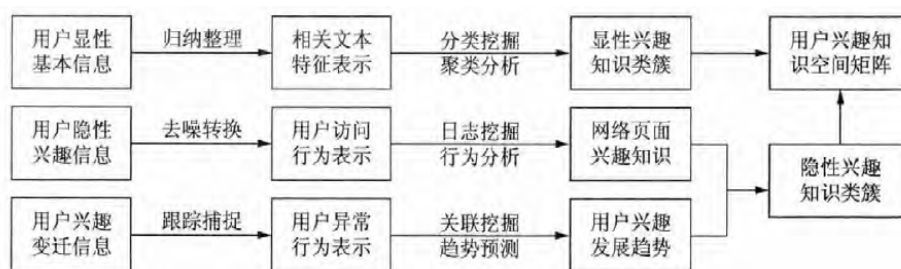 用户显性
基本信息
归纳整理
相关文本
特征表示
分类挖掘
聚类分析
显性兴趣
知识类簇
用户兴趣知
识空间矩阵
用户隐性
兴趣信息
去噪转换
用户访问
行为表示
日志挖掘
行为分析
网络页面
兴趣知识
隐性兴趣
知识类簇
用户兴趣
变迁信息
跟踪捕捉
用户异常
行为表示
关联挖掘
趋势预测
用户兴趣
发展趋势